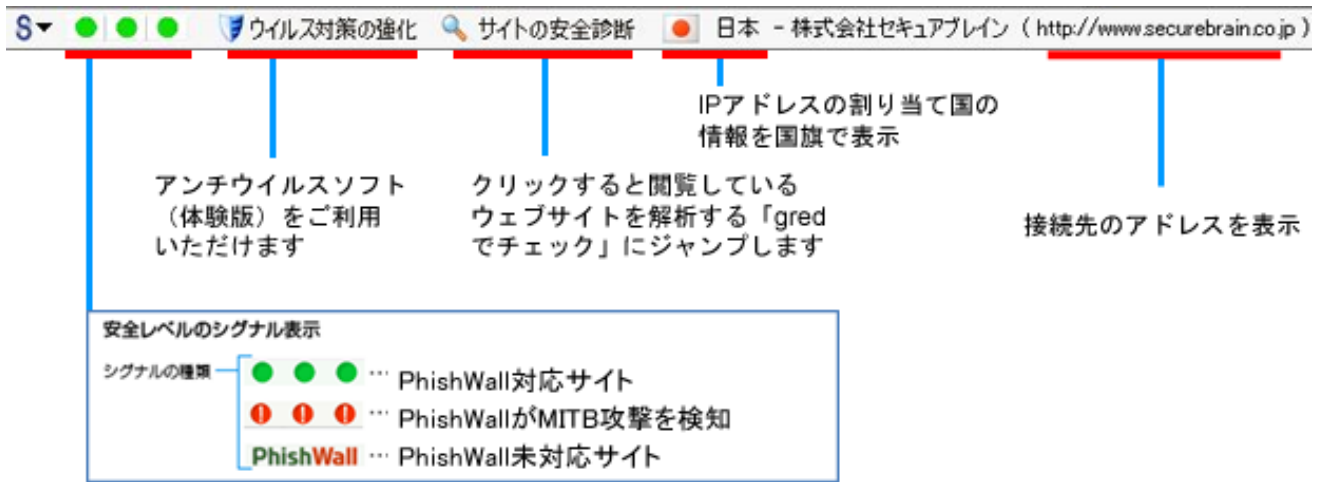 S▼ ウイルス対策の強化 サイトの安全診断 日本 - 株式会社セキュアブレイン ( http://www.securebrain.co.jp )
IPアドレスの割り当て国の
情報を国旗で表示
アンチウイルスソフト
（体験版）をご利用
いただけます
クリックすると閲覧している
ウェブサイトを解析する「gred
でチェック」にジャンプします
接続先のアドレスを表示
安全レベルのシグナル表示
シグナルの種類
… PhishWall対応サイト
… PhishWallがMITB攻撃を検知
PhishWall … PhishWall未対応サイト